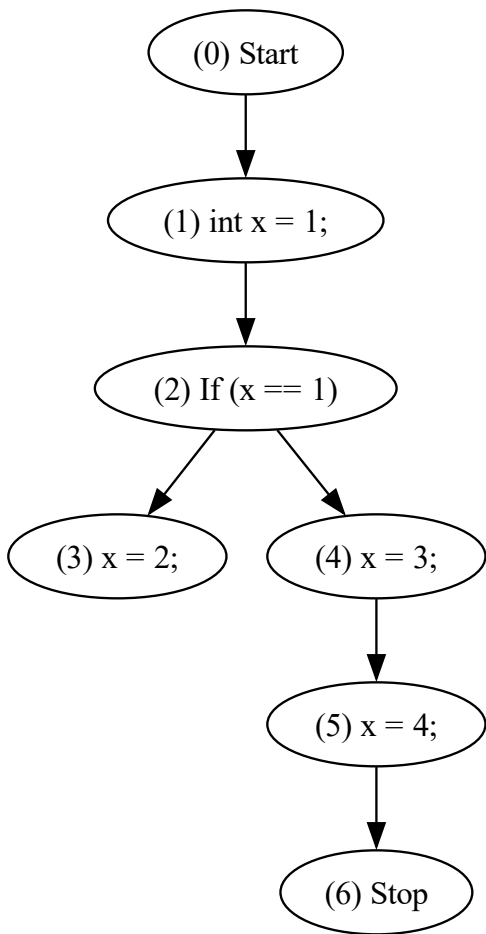 (0) Start
(1) int x = 1;
(2) If (x == 1)
(3) x = 2;
(4) x = 3;
(5) x = 4;
(6) Stop